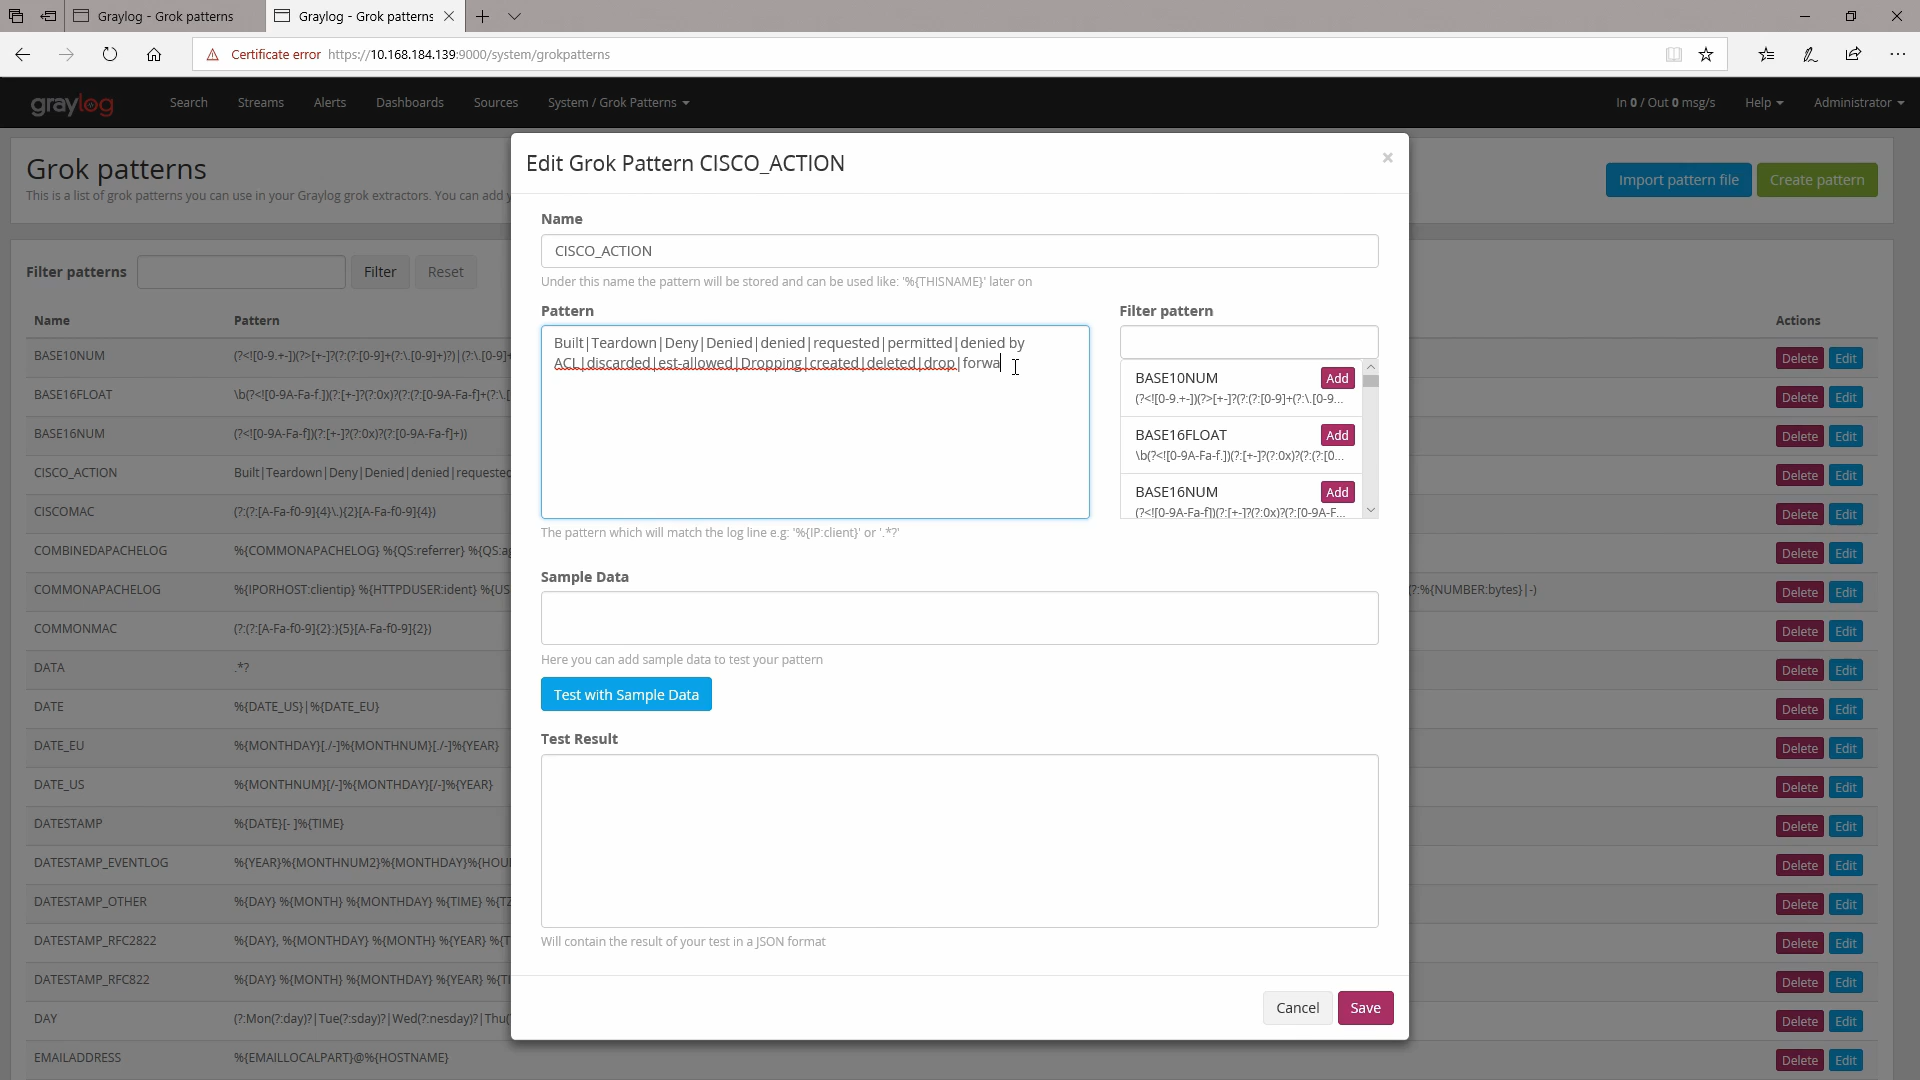 Graylog - Grok patterns
Graylog - Grok patterns
Certificate error https://10.168.184.139:9000/system/grokpatterns
graylog Search Streams Alerts Dashboards Sources System / Grok Patterns In 0 / Out 0 msg/s Help Administrator
Grok patterns
This is a list of grok patterns you can use in your Graylog grok extractors. You can add
Import pattern file Create pattern
Filter patterns Filter Reset
Name Pattern Actions
BASE10NUM (?<![0-9.+-])(?>[+-]?(?:(?:[0-9]+(?:\.[0-9]+)?)|(?:\.[0-9] Delete Edit
BASE16FLOAT \b(?<![0-9A-Fa-f.])(?:[+-]?(?:0x)?(?:(?:[0-9A-Fa-f]+(?: Delete Edit
BASE16NUM (?<![0-9A-Fa-f])(?:[+-]?(?:0x)?(?:[0-9A-Fa-f]+)) Delete Edit
CISCO_ACTION Built|Teardown|Deny|Denied|denied|requested Delete Edit
CISCOMAC (?:(?:[A-Fa-f0-9]{4}\.){2}[A-Fa-f0-9]{4}) Delete Edit
COMBINEDAPACHELOG %{COMMONAPACHELOG} %{QS:referrer} %{QS:ag Delete Edit
COMMONAPACHELOG %{IPORHOST:clientip} %{HTTPDUSER:ident} %{US (?:%{NUMBER:bytes}|-) Delete Edit
COMMONMAC (?:(?:[A-Fa-f0-9]{2}:){5}[A-Fa-f0-9]{2}) Delete Edit
DATA .*? Delete Edit
DATE %{DATE_US}|%{DATE_EU} Delete Edit
DATE_EU %{MONTHDAY}[./-]%{MONTHNUM}[./-]%{YEAR} Delete Edit
DATE_US %{MONTHNUM}[/-]%{MONTHDAY}[/-]%{YEAR} Delete Edit
DATESTAMP %{DATE}[- ]%{TIME} Delete Edit
DATESTAMP_EVENTLOG %{YEAR}%{MONTHNUM2}%{MONTHDAY}%{HOU Delete Edit
DATESTAMP_OTHER %{DAY} %{MONTH} %{MONTHDAY} %{TIME} %{TZ Delete Edit
DATESTAMP_RFC2822 %{DAY}, %{MONTHDAY} %{MONTH} %{YEAR} %{T Delete Edit
DATESTAMP_RFC822 %{DAY} %{MONTH} %{MONTHDAY} %{YEAR} %{TI Delete Edit
DAY (?:Mon(?:day)?|Tue(?:sday)?|Wed(?:nesday)?|Thu( Delete Edit
EMAILADDRESS %{EMAILLOCALPART}@%{HOSTNAME} Delete Edit
Edit Grok Pattern CISCO_ACTION ×
Name
CISCO_ACTION
Under this name the pattern will be stored and can be used like: '%{THISNAME}' later on
Pattern
Built|Teardown|Deny|Denied|denied|requested|permitted|denied by
ACL|discarded|est-allowed|Dropping|created|deleted|drop|forwa
The pattern which will match the log line e.g: '%{IP:client}' or '.*?'
Filter pattern
BASE10NUM Add
(?<![0-9.+-])(?>[+-]?(?:(?:[0-9]+(?:\.[0-9...
BASE16FLOAT Add
\b(?<![0-9A-Fa-f.])(?:[+-]?(?:0x)?(?:(?:[0...
BASE16NUM Add
(?<![0-9A-Fa-f])(?:[+-]?(?:0x)?(?:[0-9A-F...
Sample Data
Here you can add sample data to test your pattern
Test with Sample Data
Test Result
Will contain the result of your test in a JSON format
Cancel Save